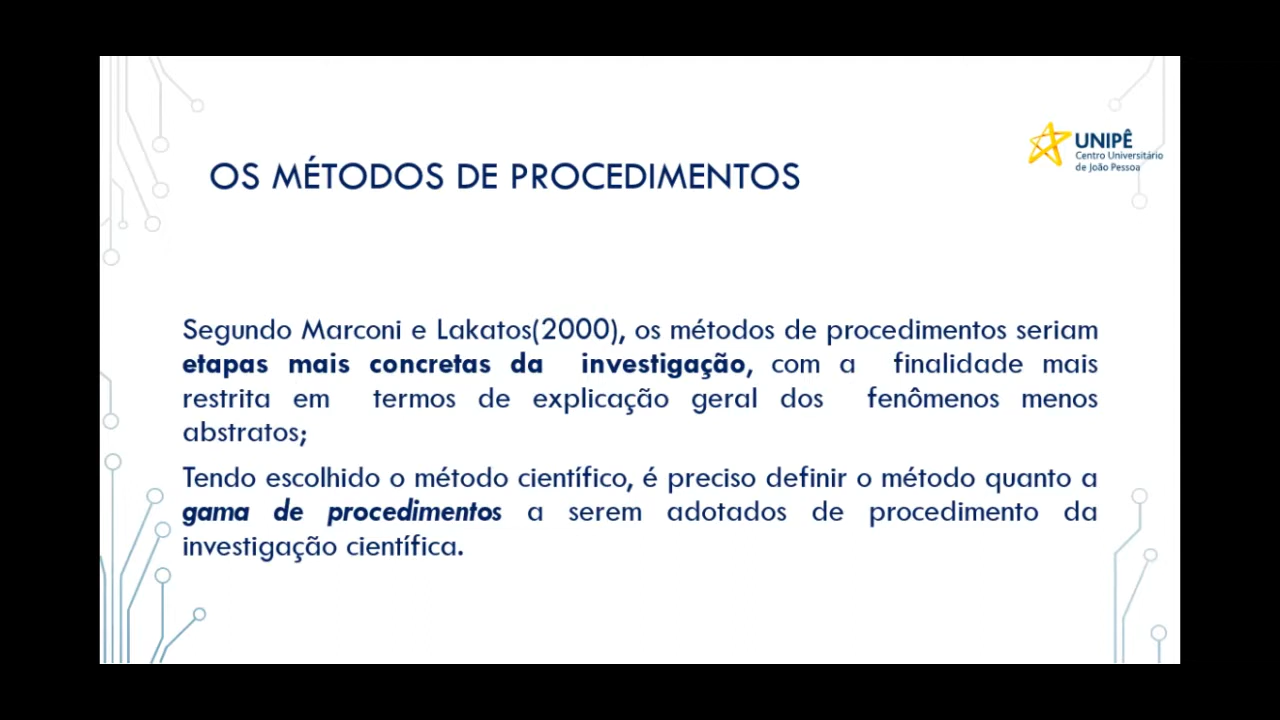 UNIPÊ
Centro Universitário
de João Pessoa
OS MÉTODOS DE PROCEDIMENTOS
Segundo Marconi e Lakatos(2000), os métodos de procedimentos seriam
etapas mais concretas da investigação, com a finalidade mais
restrita em termos de explicação geral dos fenômenos menos
abstratos;
Tendo escolhido o método científico, é preciso definir o método quanto a
gama de procedimentos a serem adotados de procedimento da
investigação científica.